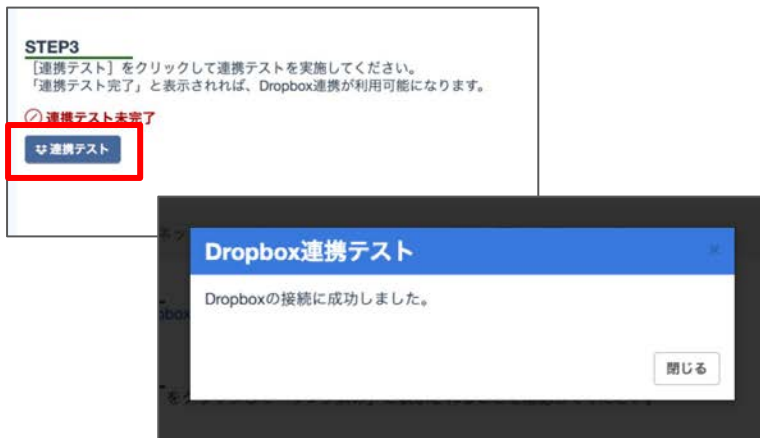 STEP3
［連携テスト］をクリックして連携テストを実施してください。
「連携テスト完了」と表示されれば、Dropbox連携が利用可能になります。
連携テスト未完了
連携テスト
Dropbox連携テスト
×
Dropboxの接続に成功しました。
閉じる